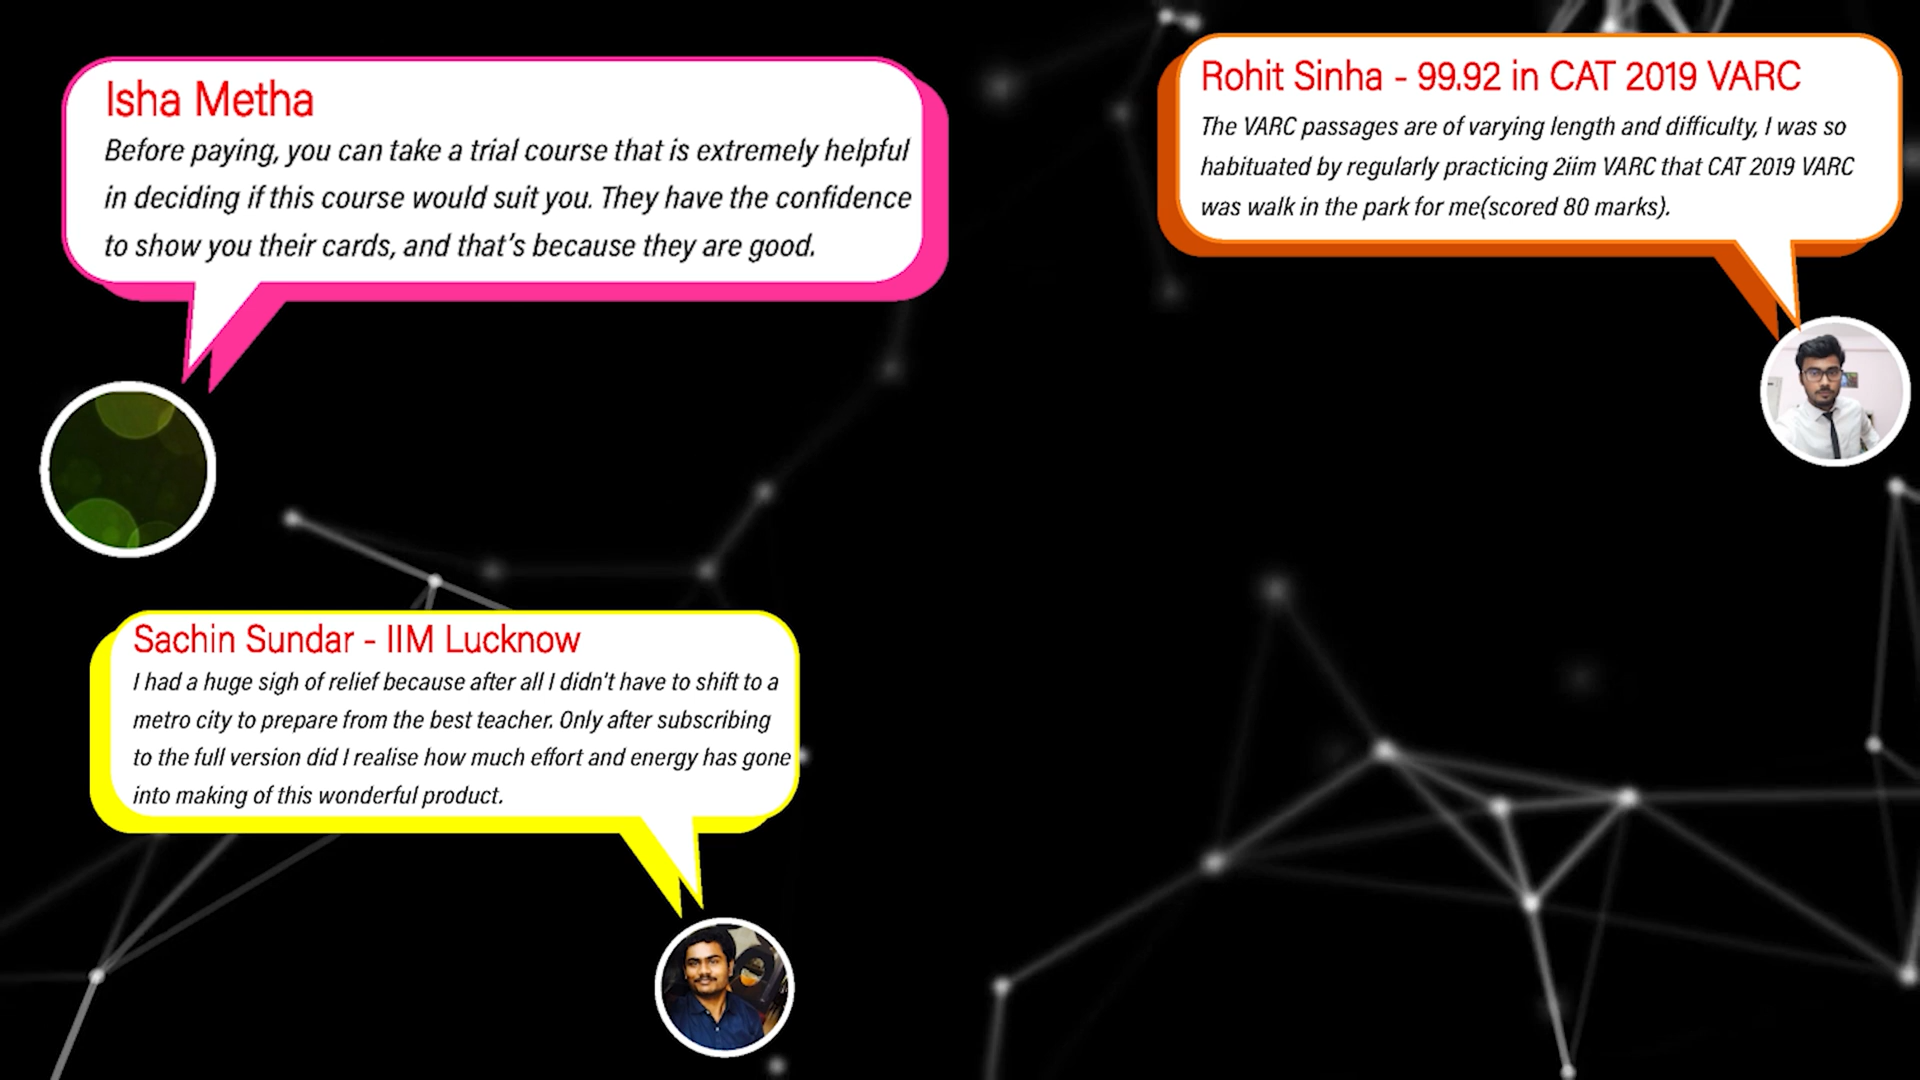 Isha Metha
Before paying, you can take a trial course that is extremely helpful
in deciding if this course would suit you. They have the confidence
to show you their cards, and that's because they are good.
Rohit Sinha - 99.92 in CAT 2019 VARC
The VARC passages are of varying length and difficulty, I was so
habituated by regularly practicing 2iim VARC that CAT 2019 VARC
was walk in the park for me(scored 80 marks).
Sachin Sundar - IIM Lucknow
I had a huge sigh of relief because after all I didn't have to shift to a
metro city to prepare from the best teacher. Only after subscribing
to the full version did I realise how much effort and energy has gone
into making of this wonderful product.